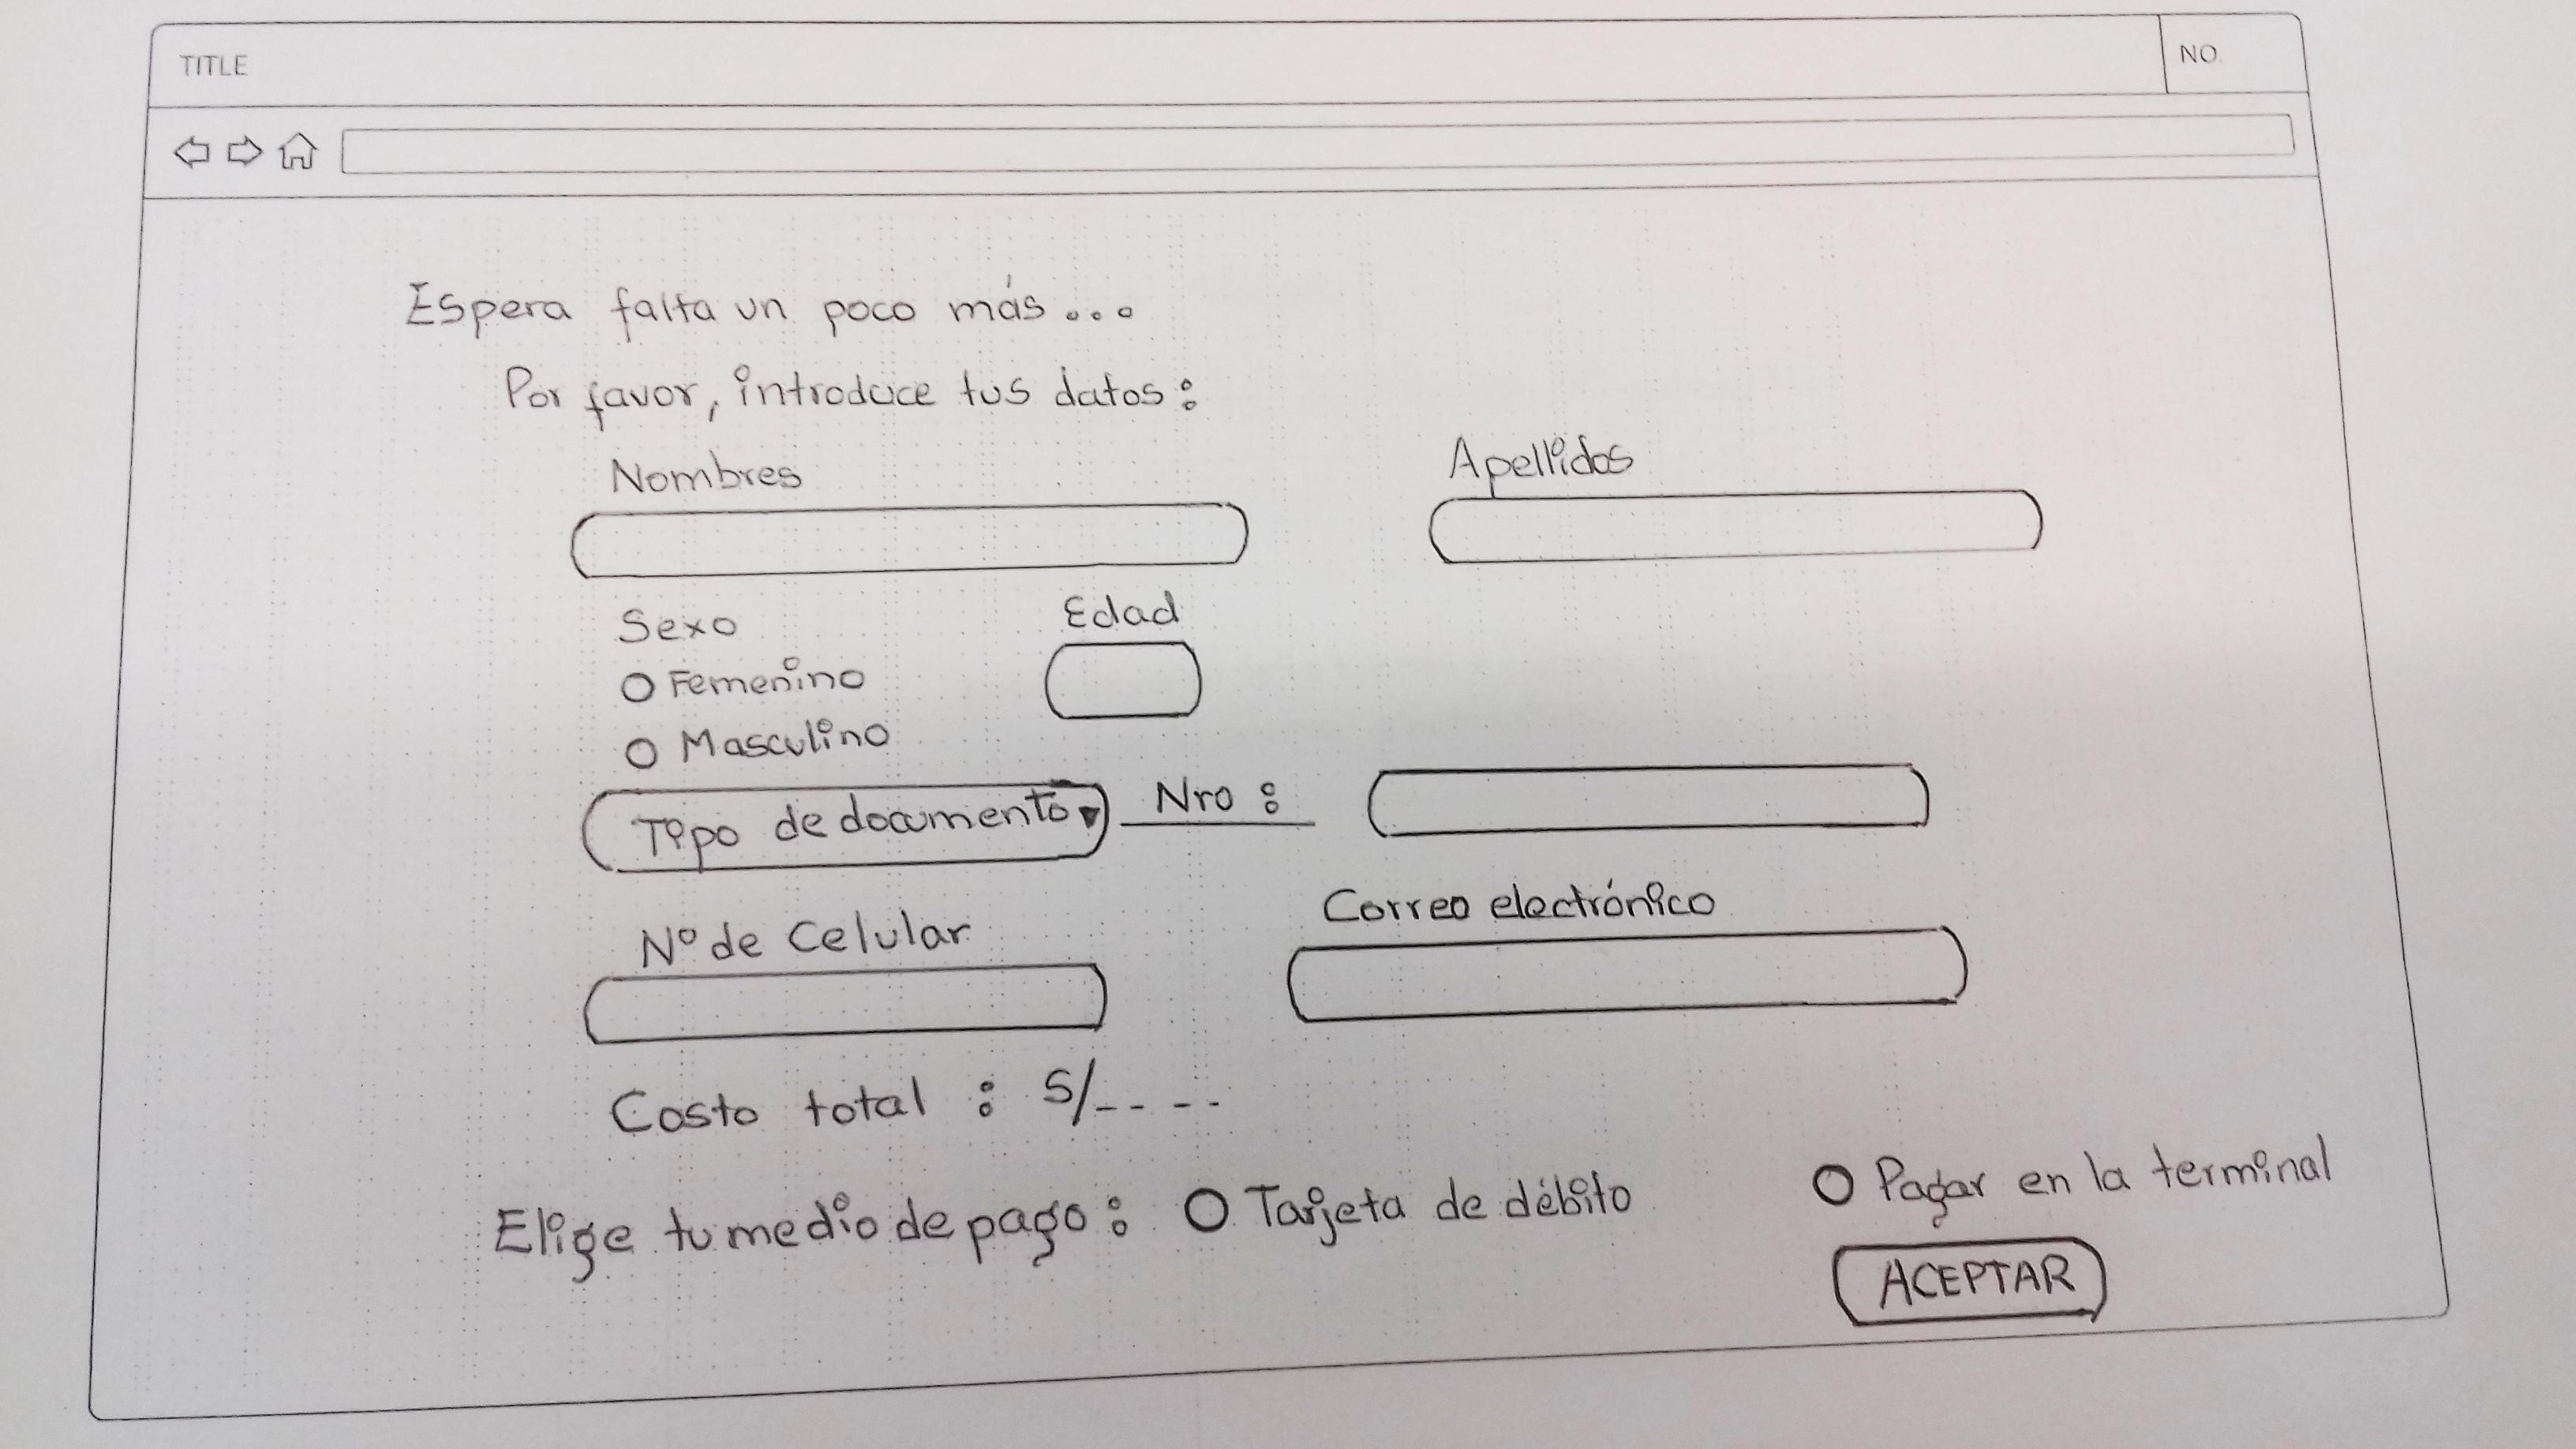 TITLE NO.
Espera falta un poco más...
Por favor, introduce tus datos:
Nombres Apellidos
Sexo Edad
Femenino
Masculino
Tipo de documento Nro:
N° de Celular Correo electrónico
Costo total : S/_ _ _ _
Elige tu medio de pago: Tarjeta de débito Pagar en la terminal
ACEPTAR